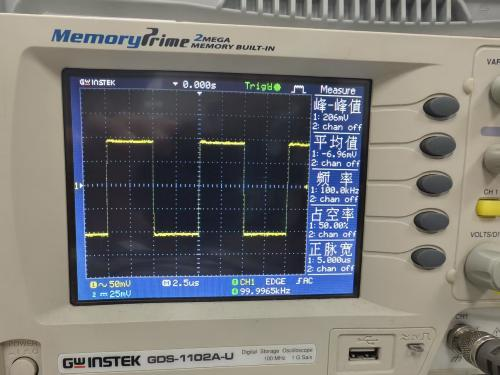 MemoryPrime 2MEGA
MEMORY BUILT-IN
GWINSTEK 0.000s Trig'd Measure
峰-峰值
1: 206mV
2: chan off
平均值
1: -6.96mV
2: chan off
频 率
1: 100.0kHz
2: chan off
占空率
1: 50.00%
2: chan off
正脉宽
1: 5.000us
2: chan off
1 ~ 50mV M 2.5us CH1 EDGE AC
2 25mV 99.9965kHz
GWINSTEK GDS-1102A-U Digital Storage Oscilloscope
100 MHz 1 G Sa/s
POWER
VAR
CH 1
VOLTS/DIV
CH1